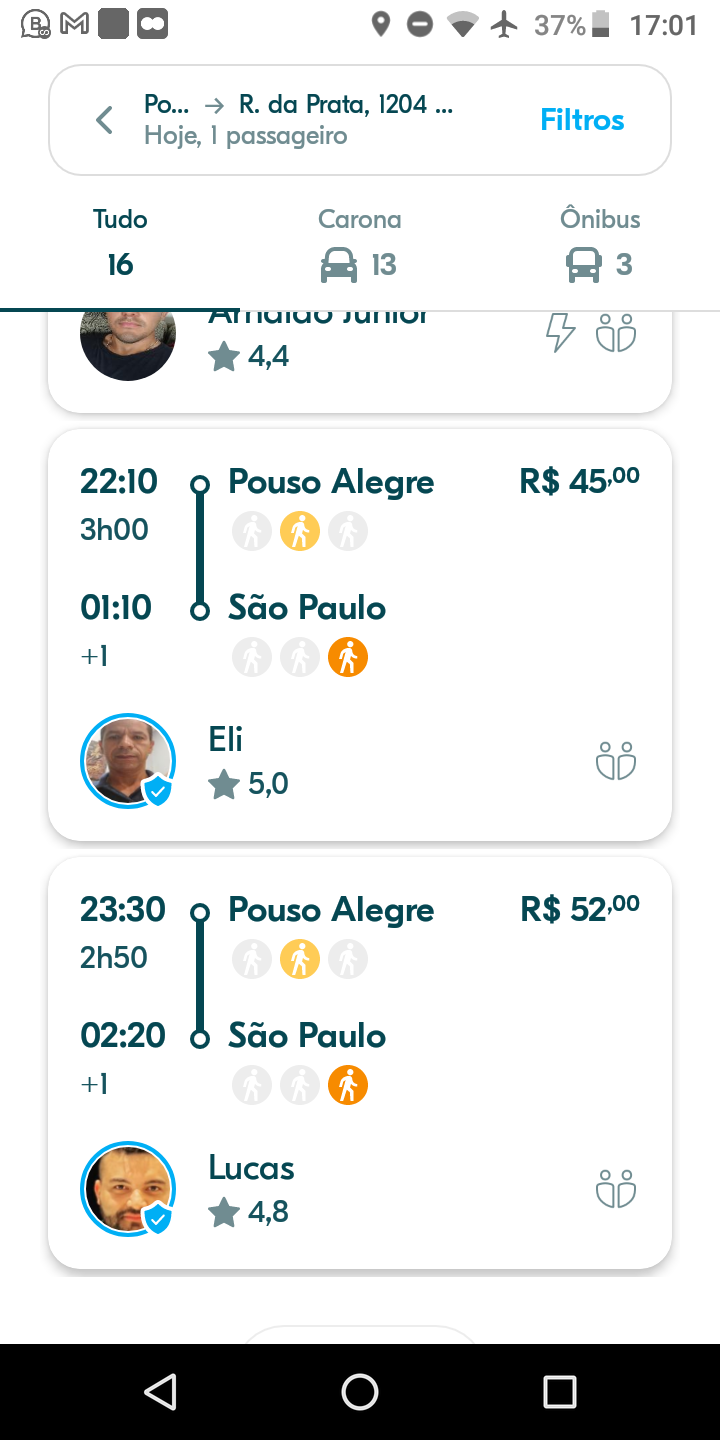 37% 17:01
Po... → R. da Prata, 1204 ...
Hoje, 1 passageiro
Filtros
Tudo
16
Carona
13
Ônibus
3
Arnaldo Junior
4,4
22:10 Pouso Alegre R$ 45,00
3h00
01:10 São Paulo
+1
Eli
5,0
23:30 Pouso Alegre R$ 52,00
2h50
02:20 São Paulo
+1
Lucas
4,8